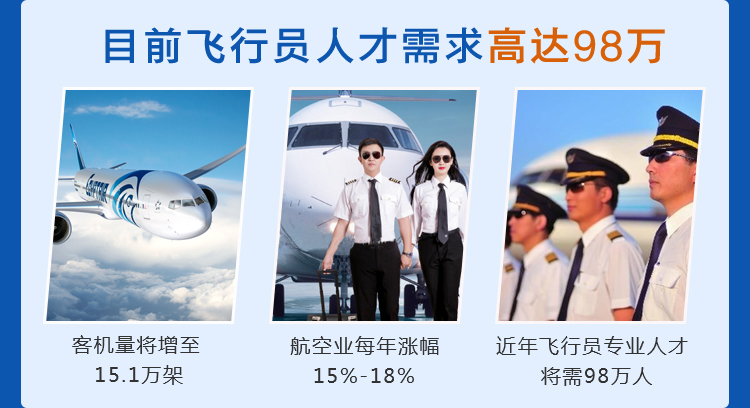 目前飞行员人才需求高达98万
EGYPTAIR
客机量将增至
15.1万架
航空业每年涨幅
15%-18%
近年飞行员专业人才
将需98万人